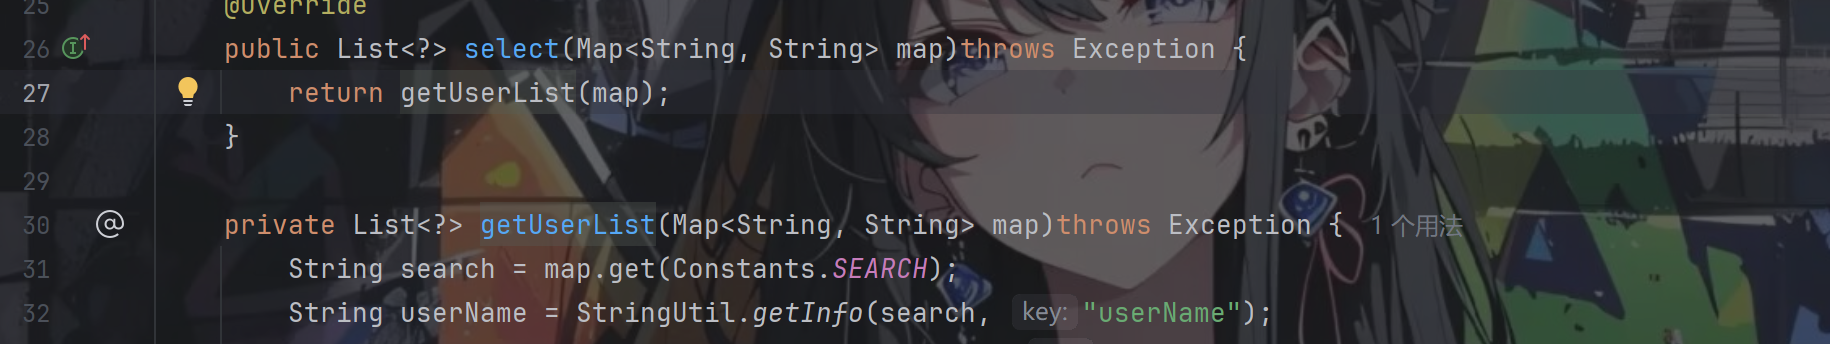 25 @Override
26 public List<?> select(Map<String, String> map)throws Exception {
27 return getUserList(map);
28 }
29
30 @ private List<?> getUserList(Map<String, String> map)throws Exception { 1 个用法
31 String search = map.get(Constants.SEARCH);
32 String userName = StringUtil.getInfo(search, key: "userName");